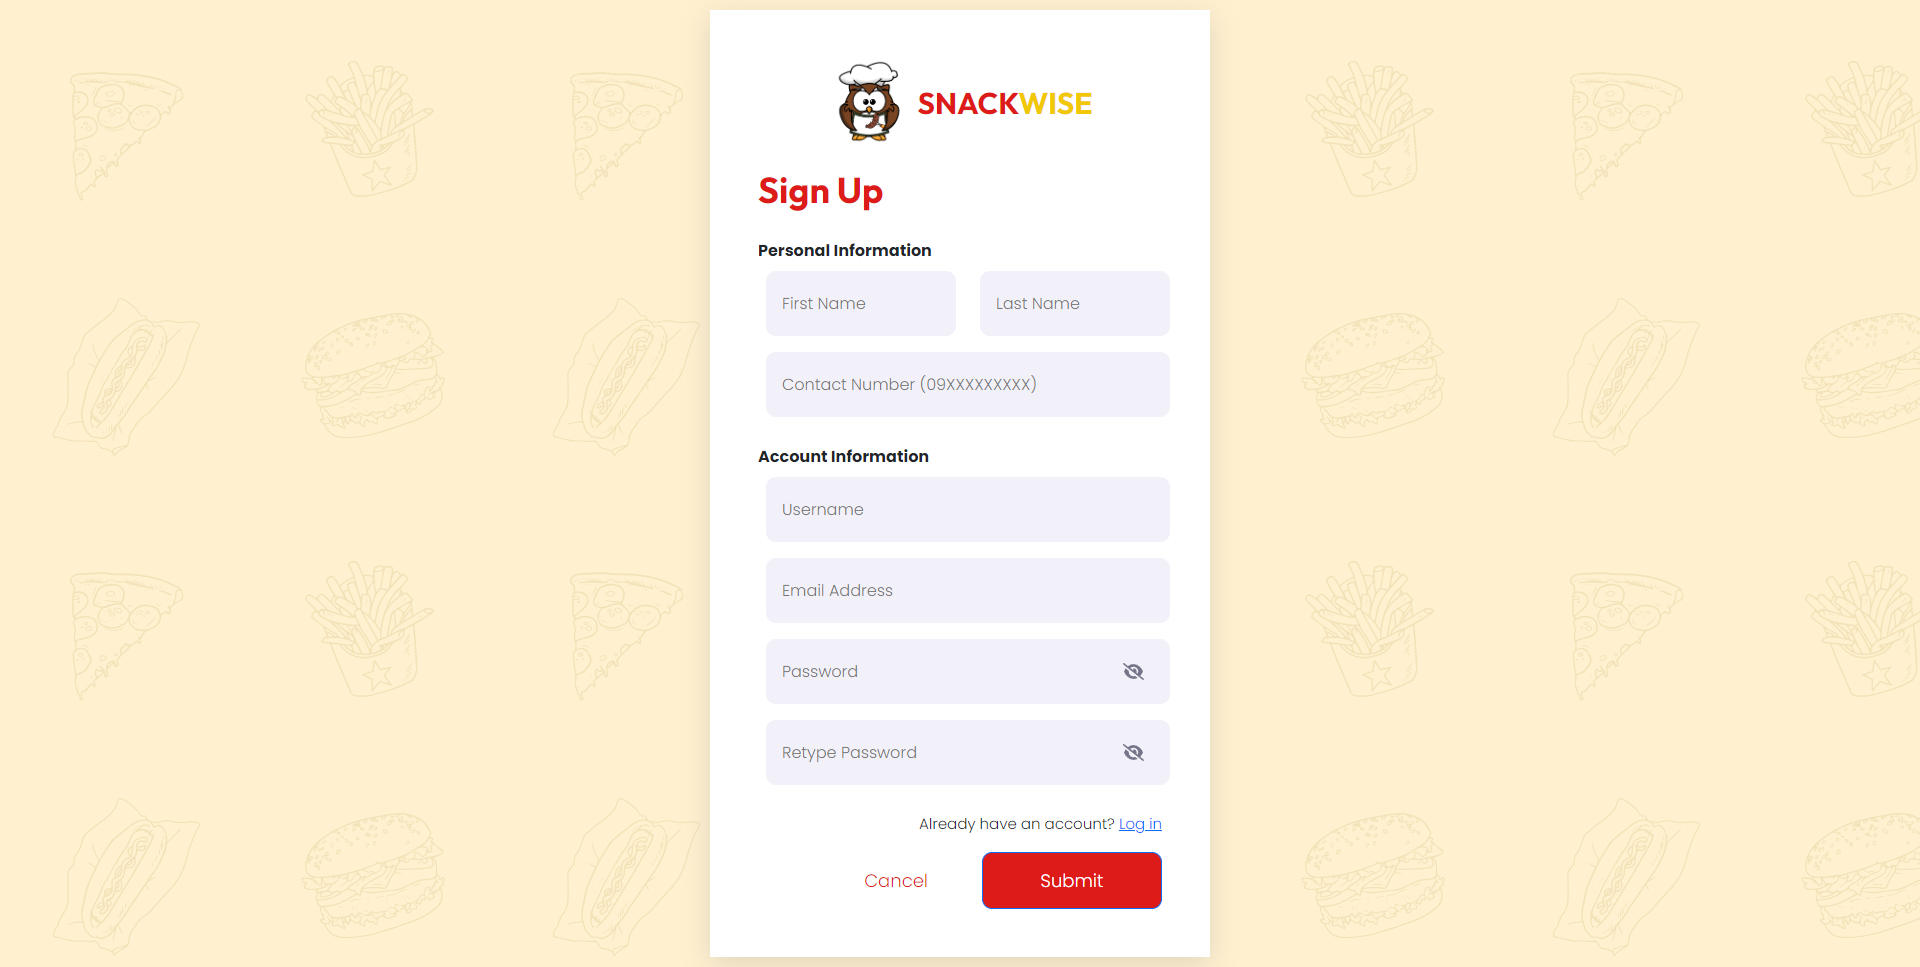 SNACKWISE
Sign Up
Personal Information
First Name
Last Name
Contact Number (09XXXXXXXXX)
Account Information
Username
Email Address
Password
Retype Password
Already have an account? Log in
Cancel
Submit